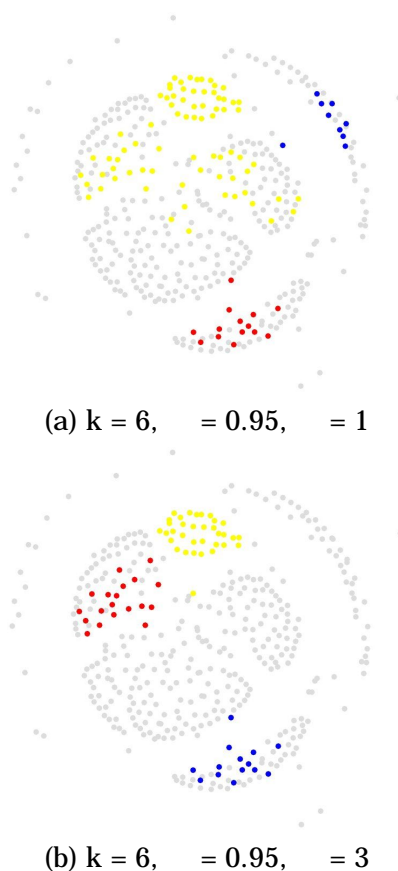 (a) k = 6, = 0.95, = 1
(b) k = 6, = 0.95, = 3